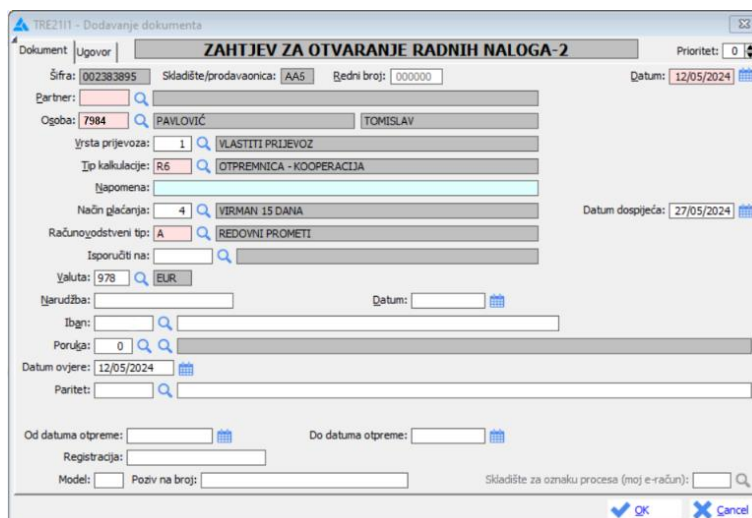 TRE21I1 - Dodavanje dokumenta
Dokument Ugovor ZAHTJEV ZA OTVARANJE RADNIH NALOGA-2 Prioritet: 0
Šifra: 002383895 Skladište/prodavaonica: AA5 Redni broj: 000000 Datum: 12/05/2024
Partner:
Osoba: 7984 PAVLOVIĆ TOMISLAV
Vrsta prijevoza: 1 VLASTITI PRIJEVOZ
Tip kalkulacije: R6 OTPREMNICA - KOOPERACIJA
Napomena:
Način plaćanja: 4 VIRMAN 15 DANA Datum dospijeća: 27/05/2024
Računovodstveni tip: A REDOVNI PROMETI
Isporučiti na:
Valuta: 978 EUR
Narudžba: Datum:
Iban:
Poruka: 0
Datum ovjere: 12/05/2024
Paritet:
Od datuma otpreme: Do datuma otpreme:
Registracija:
Model: Poziv na broj: Skladište za oznaku procesa (moj e-račun):
OK Cancel